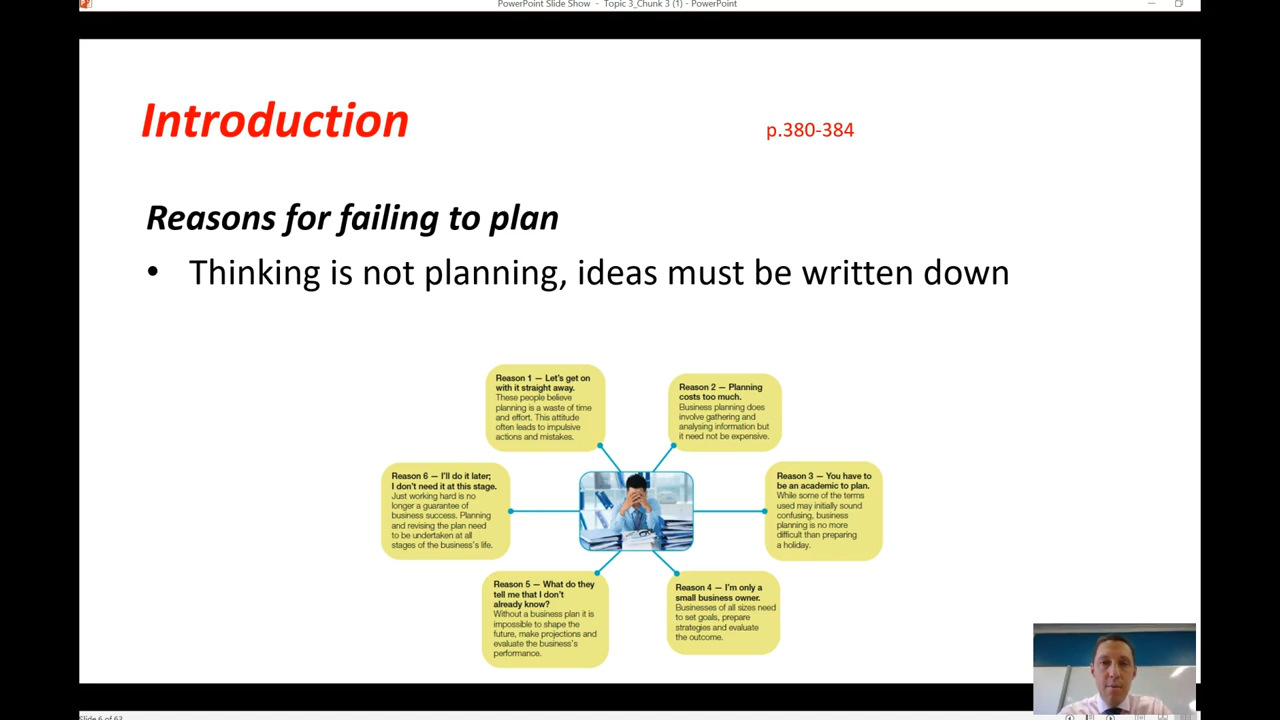 PowerPoint Slide Show - Topic 3_Chunk 3 (1) - PowerPoint
Introduction
p.380-384
Reasons for failing to plan
• Thinking is not planning, ideas must be written down
Reason 1 — Let's get on
with it straight away.
These people believe
planning is a waste of time
and effort. This attitude
often leads to impulsive
actions and mistakes.
Reason 2 — Planning
costs too much.
Business planning does
involve gathering and
analysing information but
it need not be expensive.
Reason 6 — I'll do it later;
I don't need it at this stage.
Just working hard is no
longer a guarantee of
business success. Planning
and revising the plan need
to be undertaken at all
stages of the business's life.
Reason 3 — You have to
be an academic to plan.
While some of the terms
used may initially sound
confusing, business
planning is no more
difficult than preparing
a holiday.
Reason 5 — What do they
tell me that I don't
already know?
Without a business plan it is
impossible to shape the
future, make projections and
evaluate the business's
performance.
Reason 4 — I'm only a
small business owner.
Businesses of all sizes need
to set goals, prepare
strategies and evaluate
the outcome.
Slide 6 of 63